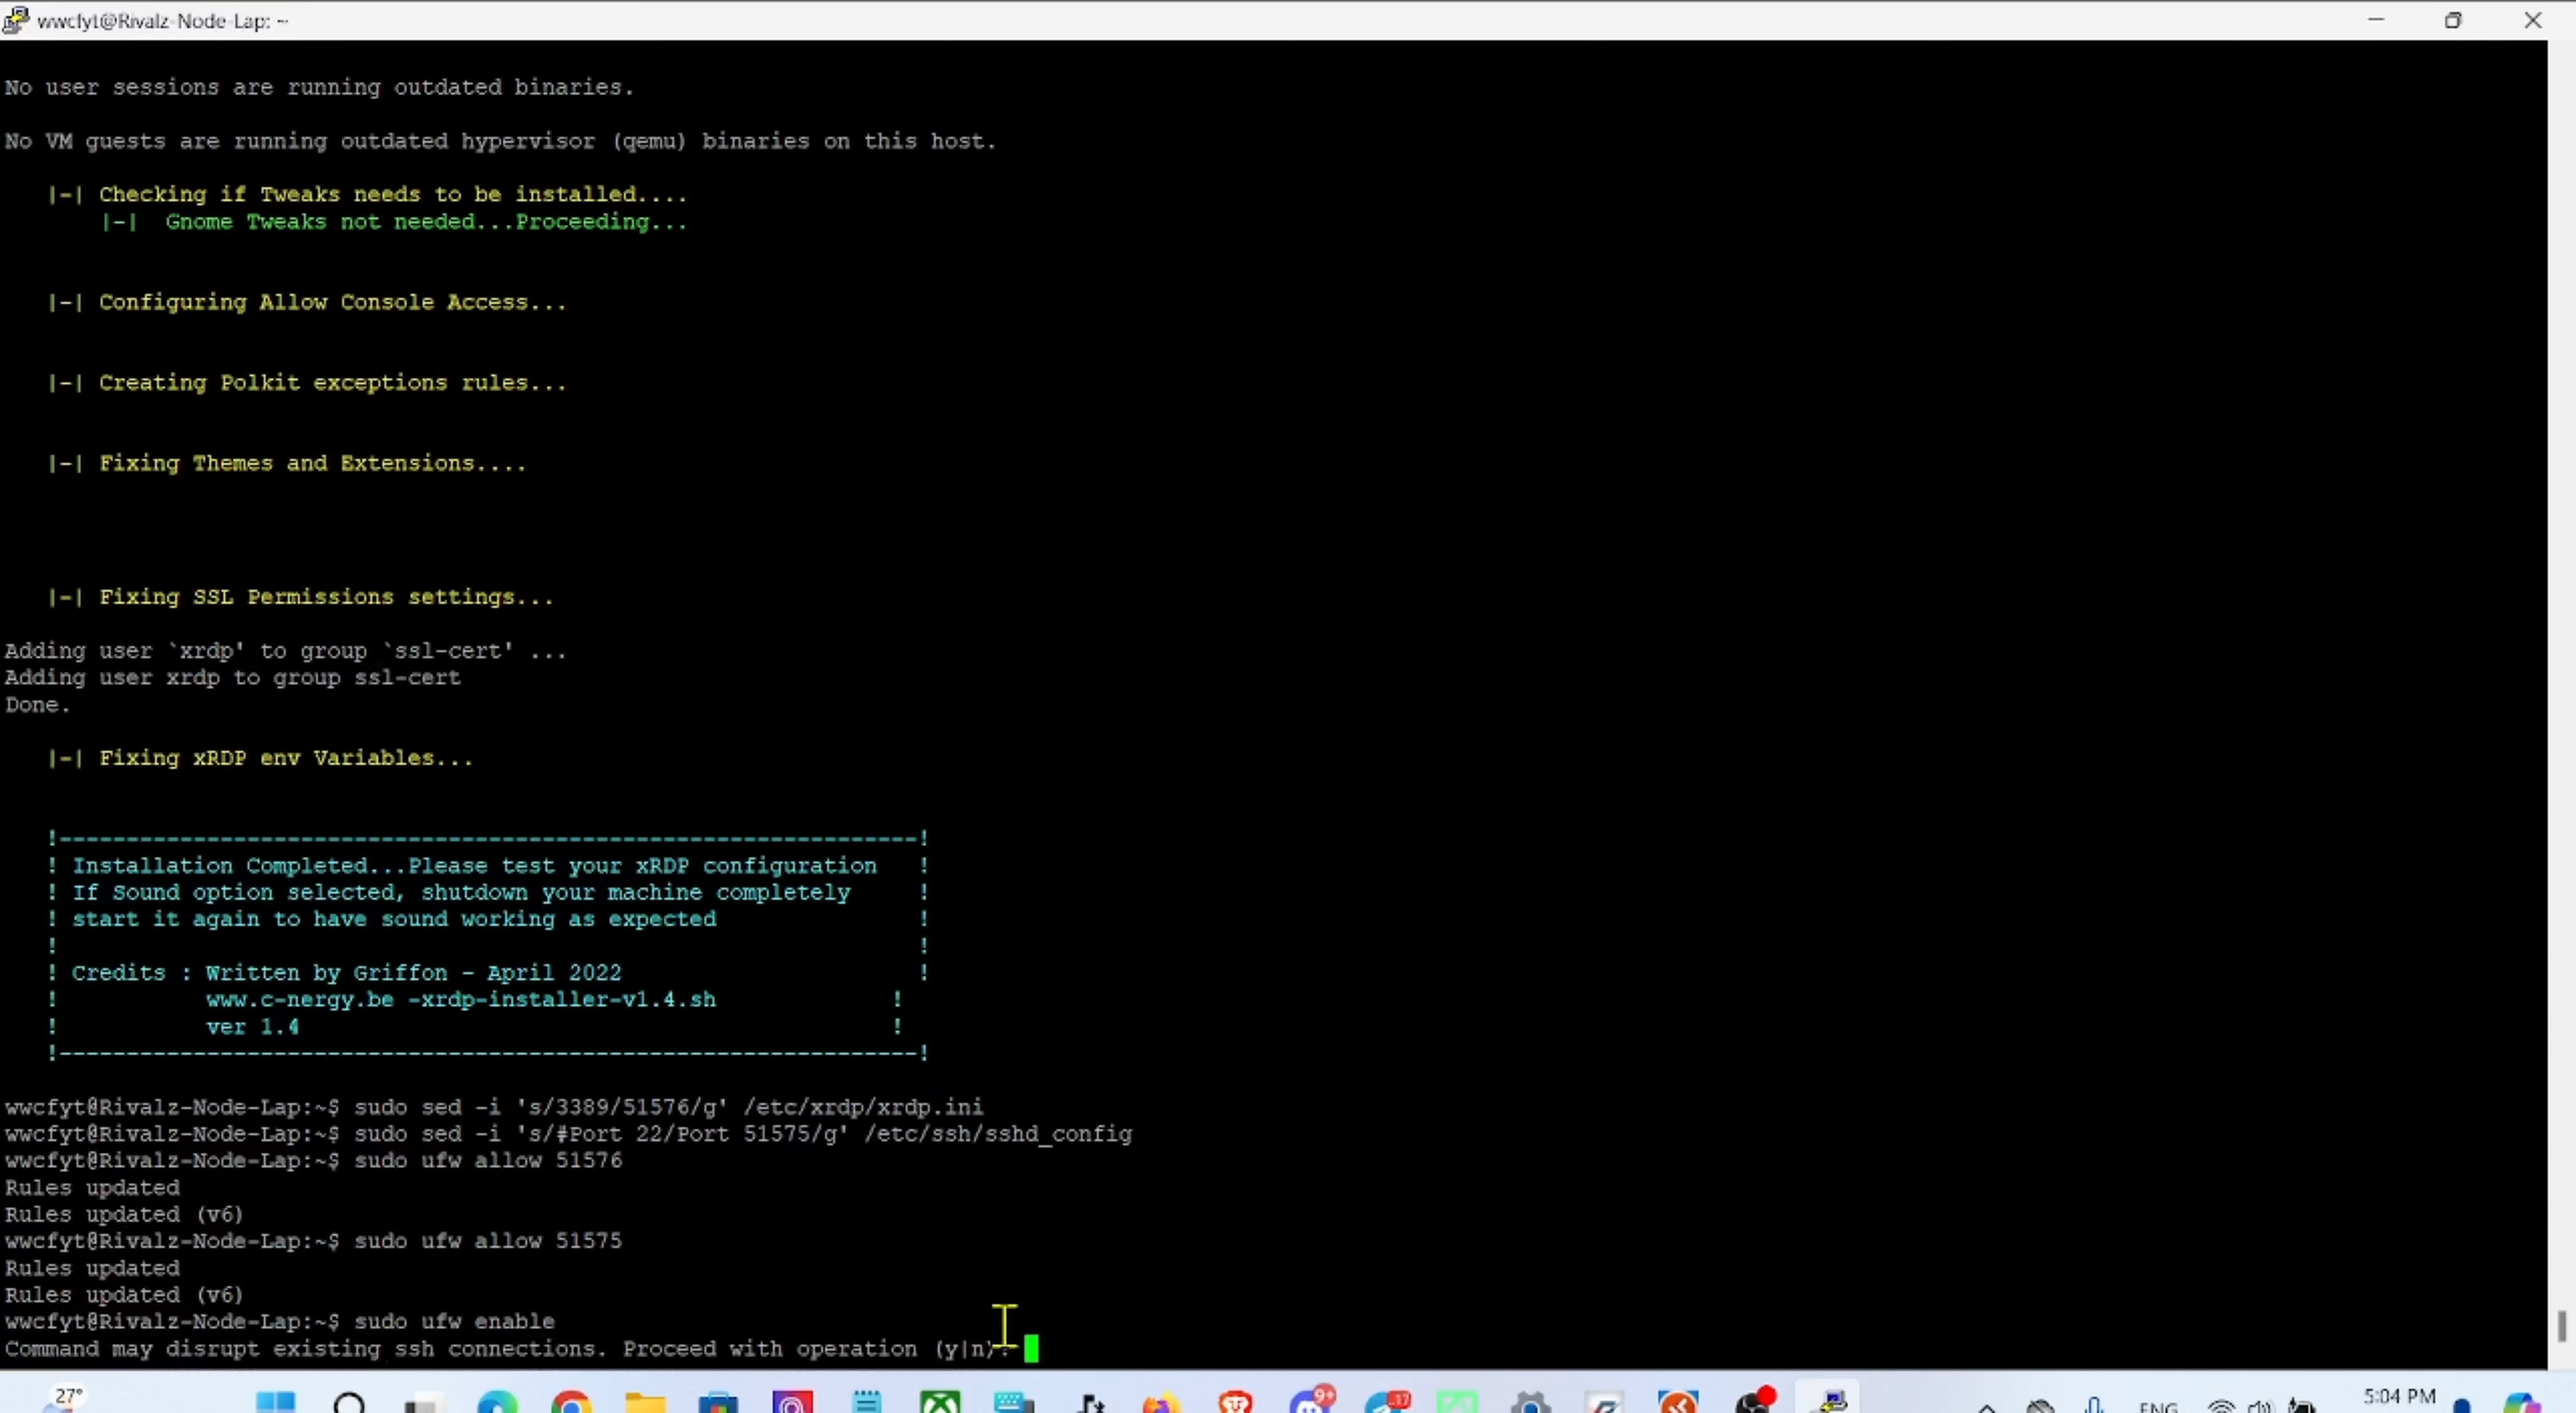 wwcfyt@Rivalz-Node-Lap: ~
No user sessions are running outdated binaries.
No VM guests are running outdated hypervisor (qemu) binaries on this host.
|-| Checking if Tweaks needs to be installed....
|-|  Gnome Tweaks not needed...Proceeding...
|-| Configuring Allow Console Access...
|-| Creating Polkit exceptions rules...
|-| Fixing Themes and Extensions....
|-| Fixing SSL Permissions settings...
Adding user `xrdp' to group `ssl-cert' ...
Adding user xrdp to group ssl-cert
Done.
|-| Fixing xRDP env Variables...
!----------------------------------------------------------------!
! Installation Completed...Please test your xRDP configuration   !
! If Sound option selected, shutdown your machine completely     !
! start it again to have sound working as expected               !
!                                                                !
! Credits : Written by Griffon - April 2022                      !
!           www.c-nergy.be -xrdp-installer-v1.4.sh             !
!           ver 1.4                                            !
!----------------------------------------------------------------!
wwcfyt@Rivalz-Node-Lap:~$ sudo sed -i 's/3389/51576/g' /etc/xrdp/xrdp.ini
wwcfyt@Rivalz-Node-Lap:~$ sudo sed -i 's/#Port 22/Port 51575/g' /etc/ssh/sshd_config
wwcfyt@Rivalz-Node-Lap:~$ sudo ufw allow 51576
Rules updated
Rules updated (v6)
wwcfyt@Rivalz-Node-Lap:~$ sudo ufw allow 51575
Rules updated
Rules updated (v6)
wwcfyt@Rivalz-Node-Lap:~$ sudo ufw enable
Command may disrupt existing ssh connections. Proceed with operation (y|n)
27°
9+
17
ENG
5:04 PM